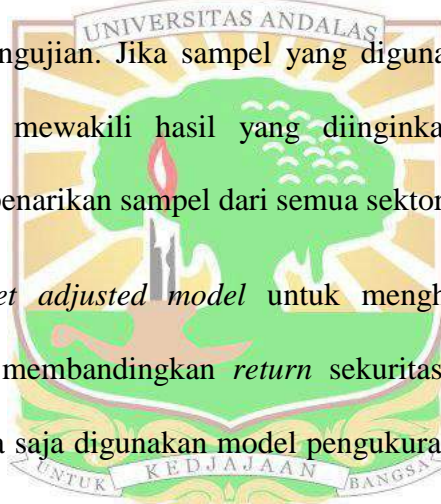 UNIVERSITAS ANDALAS
ngujian. Jika sampel yang diguna
mewakili hasil yang diinginka
penarikan sampel dari semua sektor
et adjusted model untuk mengh
membandingkan return sekuritas
a saja digunakan model pengukura
UNTUK KEDJAJAAN BANGSA